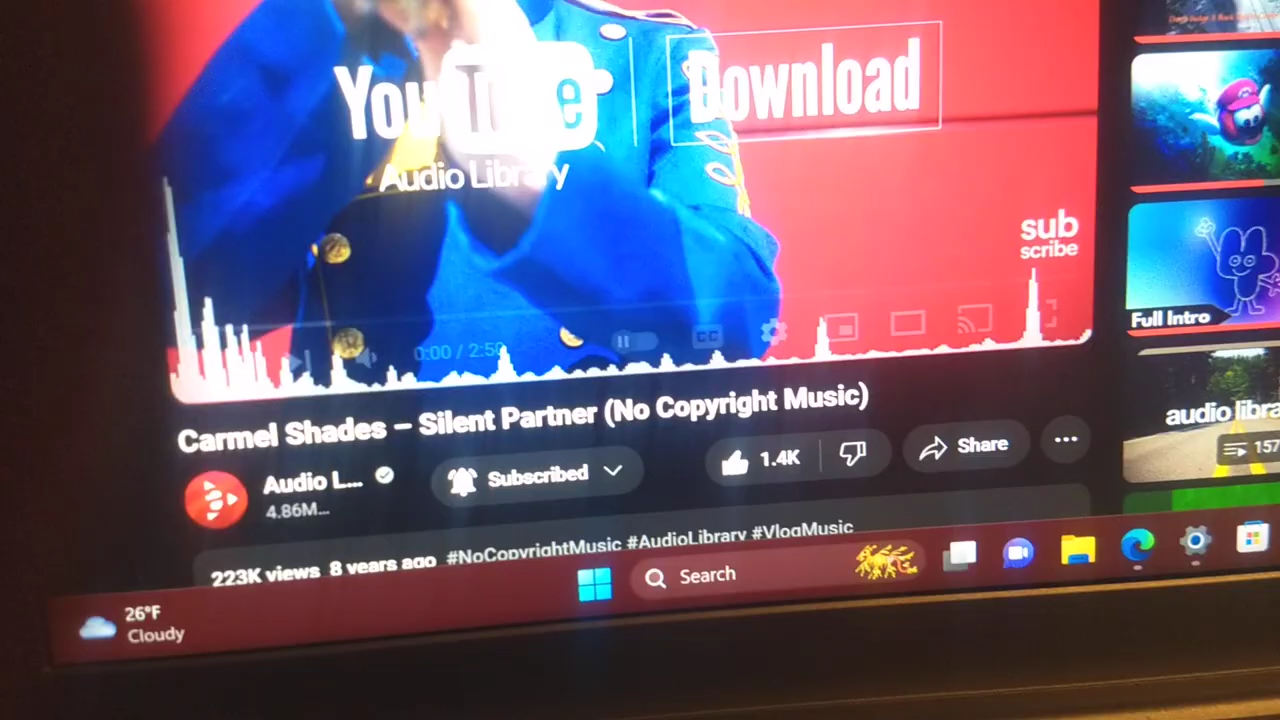 YouTube
Audio Library
Download
sub
scribe
0:00 / 2:50
CC
Carmel Shades – Silent Partner (No Copyright Music)
Audio L...
4.86M...
Subscribed
1.4K
Share
223K views 8 years ago #NoCopyrightMusic #AudioLibrary #VlogMusic
Full Intro
audio libra
157
Search
26°F
Cloudy